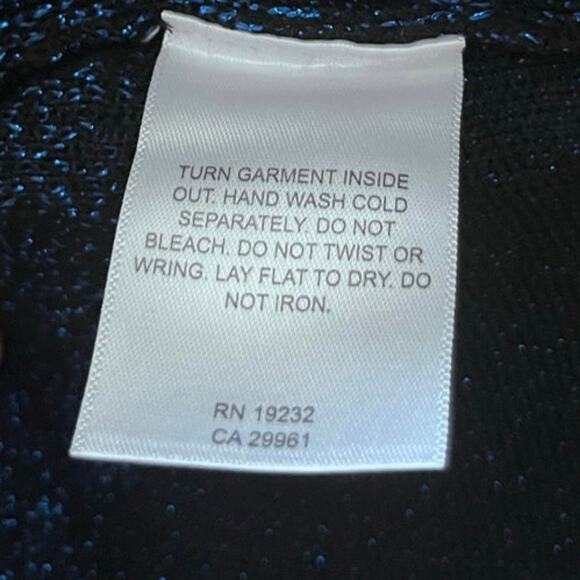 TURN GARMENT INSIDE
OUT. HAND WASH COLD
SEPARATELY. DO NOT
BLEACH. DO NOT TWIST OR
WRING. LAY FLAT TO DRY. DO
NOT IRON.
RN 19232
CA 29961